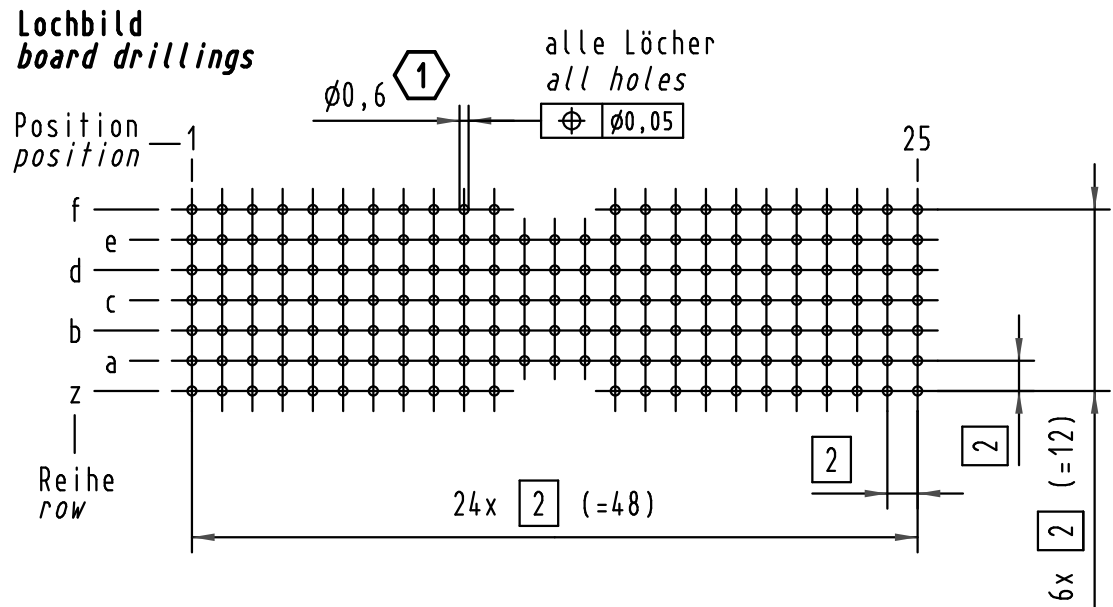 Lochbild
board drillings
alle Löcher
all holes
Ø0,6
1
⌖ Ø0,05
Position
position
1
25
f
e
d
c
b
a
z
Reihe
row
24x 2 (=48)
2
2
6x 2 (=12)